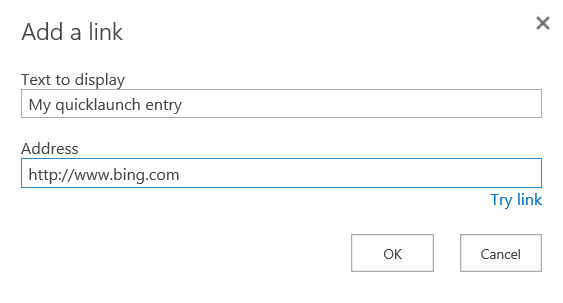 Add a link
Text to display
My quicklaunch entry
Address
http://www.bing.com
Try link
OK Cancel